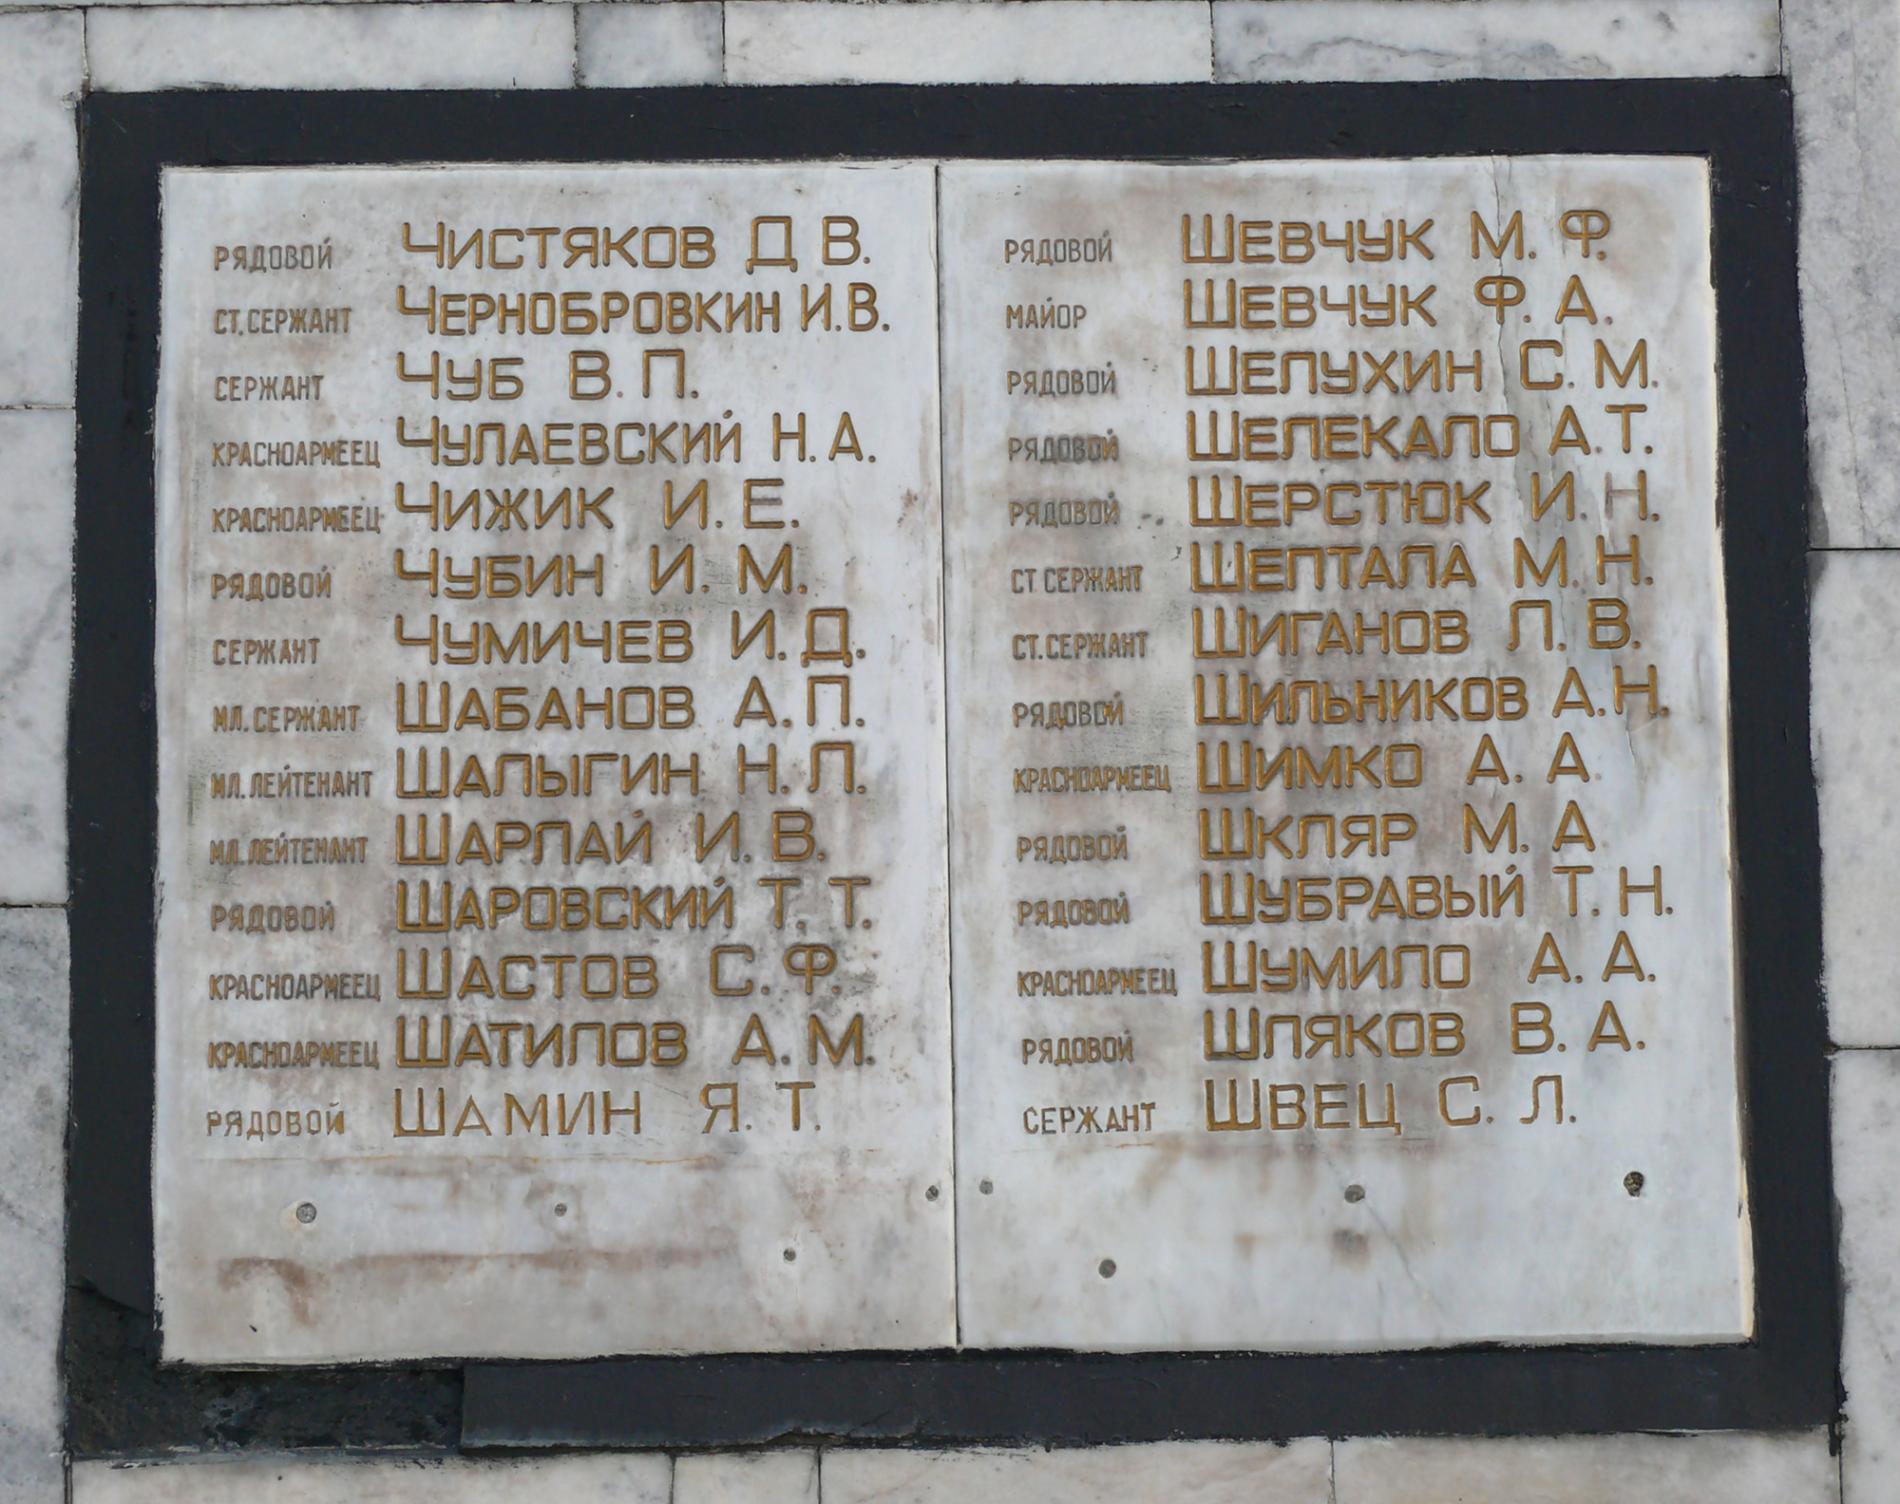 РЯДОВОЙ ЧИСТЯКОВ Д В.
СТ. СЕРЖАНТ ЧЕРНОБРОВКИН И.В.
СЕРЖАНТ ЧУБ В.П.
КРАСНОАРМЕЕЦ ЧУЛАЕВСКИЙ Н.А.
КРАСНОАРМЕЕЦ ЧИЖИК И.Е.
РЯДОВОЙ ЧУБИН И.М.
СЕРЖАНТ ЧУМИЧЕВ И.Д.
МЛ. СЕРЖАНТ ШАБАНОВ А.П.
МЛ. ЛЕЙТЕНАНТ ШАЛЫГИН Н.Л.
МЛ. ЛЕЙТЕНАНТ ШАРЛАЙ И.В.
РЯДОВОЙ ШАРОВСКИЙ Т.Т.
КРАСНОАРМЕЕЦ ШАСТОВ С.Ф.
КРАСНОАРМЕЕЦ ШАТИЛОВ А.М.
РЯДОВОЙ ШАМИН Я.Т.
РЯДОВОЙ ШЕВЧУК М.Ф.
МАЙОР ШЕВЧУК Ф.А.
РЯДОВОЙ ШЕЛУХИН С.М.
РЯДОВОЙ ШЕЛЕКАЛО А.Т.
РЯДОВОЙ ШЕРСТЮК И.Н.
СТ СЕРЖАНТ ШЕПТАЛА М.Н.
СТ. СЕРЖАНТ ШИГАНОВ Л.В.
РЯДОВОЙ ШИЛЬНИКОВ А.Н.
КРАСНОАРМЕЕЦ ШИМКО А.А.
РЯДОВОЙ ШКЛЯР М.А
РЯДОВОЙ ШУБРАВЫЙ Т.Н.
КРАСНОАРМЕЕЦ ШУМИЛО А.А.
РЯДОВОЙ ШЛЯКОВ В.А.
СЕРЖАНТ ШВЕЦ С.Л.